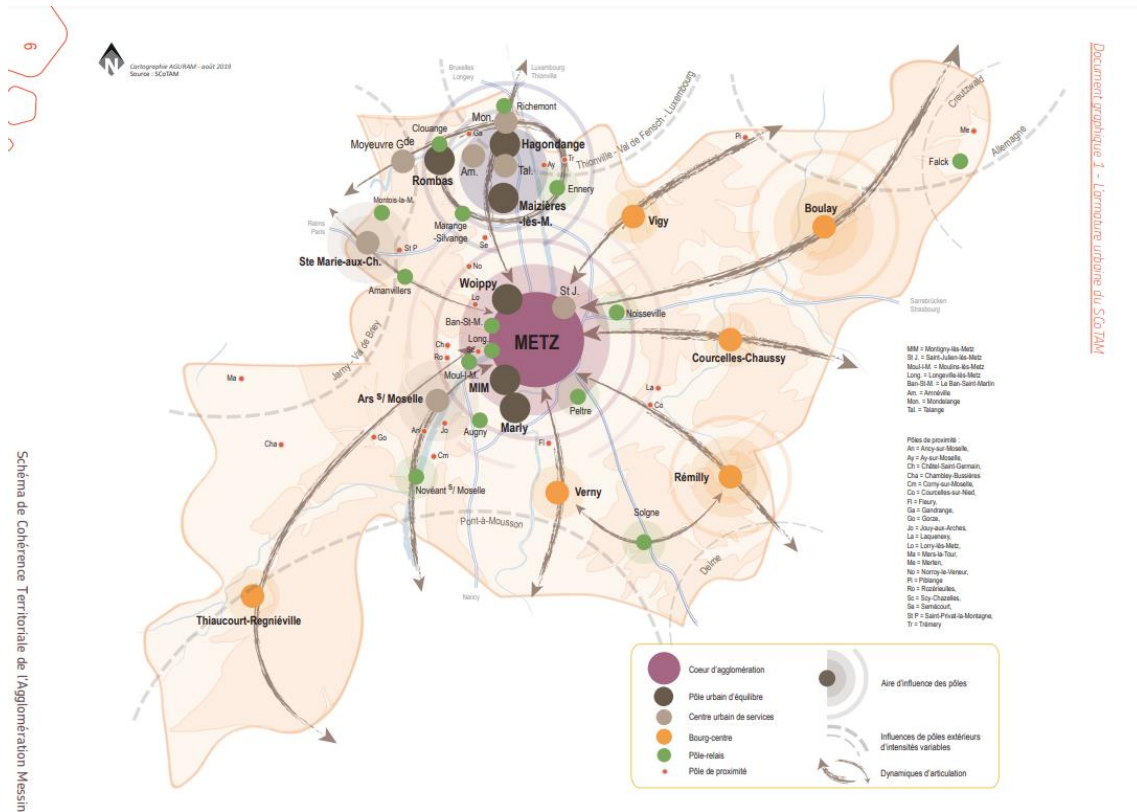 6
Schéma de Cohérence Territoriale de l'Agglomération Messin
Document graphique 1 - L'armature urbaine du SCoTAM
N
Cartographie AGURAM - août 2019
Source : SCoTAM
Bruxelles
Longwy
Luxembourg
Thionville
Richemont
Mon.
Clouange
Ga
Hagondange
Moyeuvre Gde
Rombas
Am.
Tal.
Ay
Tr
Thionville - Val de Fensch - Luxembourg
Ennery
Maizières
-lès-M.
Montois-la-M.
Marange
-Silvange
Se
Reims
Paris
St P
Ste Marie-aux-Ch.
No
Amanvillers
Woippy
Lo
St J.
Ban-St-M.
Noisseville
METZ
Long.
Ch
Ro
Sc
Moul-l-M.
MIM
Ars s/ Moselle
Marly
Peltre
Augny
An
Jo
Cm
Fl
Go
Ma
Cha
Jarny - Val de Briey
Novéant s/ Moselle
Pont-à-Mousson
Nancy
Verny
Solgne
Rémilly
Delme
La
Co
Courcelles-Chaussy
Vigy
Pi
Boulay
Creutzwald
Me
Falck
Allemagne
Sarrebrücken
Strasbourg
Thiaucourt-Regniéville
MIM = Montigny-lès-Metz
St J. = Saint-Julien-lès-Metz
Moul-l-M. = Moulins-lès-Metz
Long. = Longeville-lès-Metz
Ban-St-M. = Le Ban-Saint-Martin
Am. = Amnéville
Mon. = Mondelange
Tal. = Talange
Pôles de proximité :
An = Ancy-sur-Moselle,
Ay = Ay-sur-Moselle,
Ch = Châtel-Saint-Germain,
Cha = Chambley-Bussières
Cm = Corny-sur-Moselle,
Co = Courcelles-sur-Nied,
Fl = Fleury,
Ga = Gandrange,
Go = Gorze,
Jo = Jouy-aux-Arches,
La = Laquenexy,
Lo = Lorry-lès-Metz,
Ma = Mars-la-Tour,
Me = Merten,
No = Norroy-le-Veneur,
Pi = Piblange
Ro = Rozérieulles,
Sc = Scy-Chazelles,
Se = Semécourt,
St P = Saint-Privat-la-Montagne,
Tr = Trémery
Coeur d'agglomération
Pôle urbain d'équilibre
Centre urbain de services
Bourg-centre
Pôle-relais
Pôle de proximité
Aire d'influence des pôles
Influences de pôles extérieurs
d'intensités variables
Dynamiques d'articulation